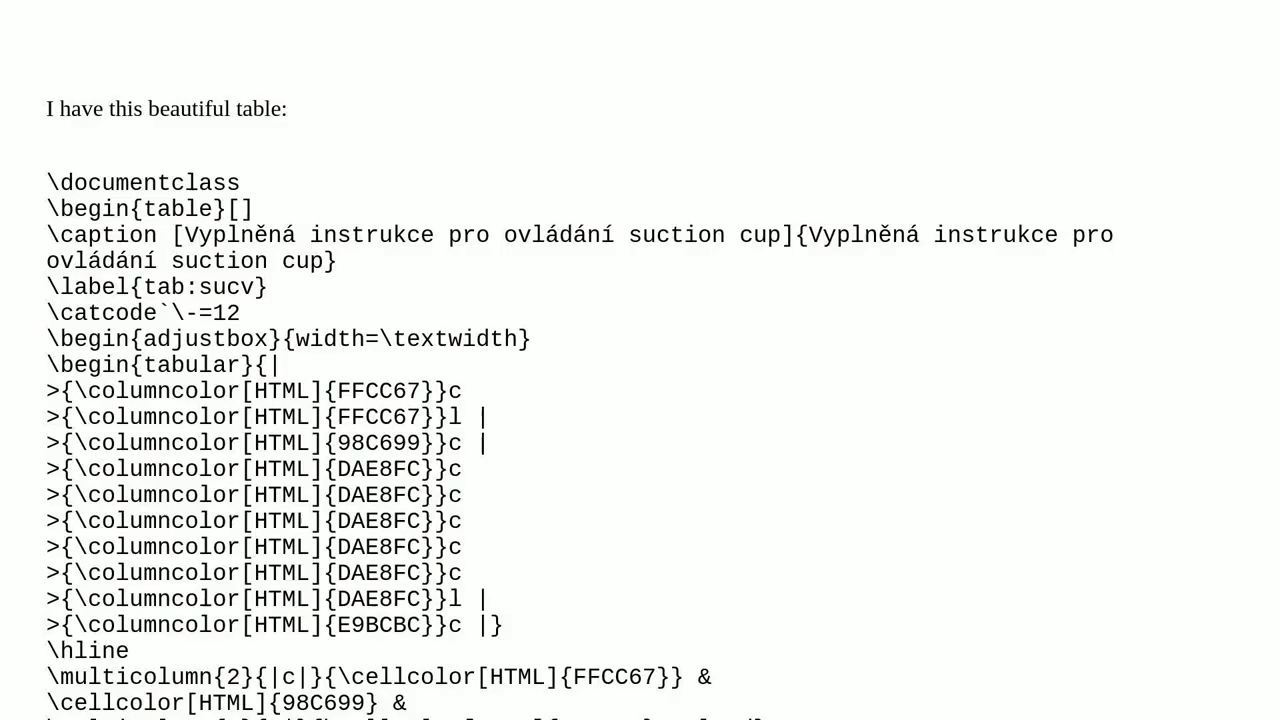 I have this beautiful table:
\documentclass
\begin{table}[]
\caption [Vyplněná instrukce pro ovládání suction cup]{Vyplněná instrukce pro
ovládání suction cup}
\label{tab:sucv}
\catcode`\-=12
\begin{adjustbox}{width=\textwidth}
\begin{tabular}{|
>{\columncolor[HTML]{FFCC67}}c
>{\columncolor[HTML]{FFCC67}}l |
>{\columncolor[HTML]{98C699}}c |
>{\columncolor[HTML]{DAE8FC}}c
>{\columncolor[HTML]{DAE8FC}}c
>{\columncolor[HTML]{DAE8FC}}c
>{\columncolor[HTML]{DAE8FC}}c
>{\columncolor[HTML]{DAE8FC}}c
>{\columncolor[HTML]{DAE8FC}}l |
>{\columncolor[HTML]{E9BCBC}}c |}
\hline
\multicolumn{2}{|c|}{\cellcolor[HTML]{FFCC67}} &
\cellcolor[HTML]{98C699} &